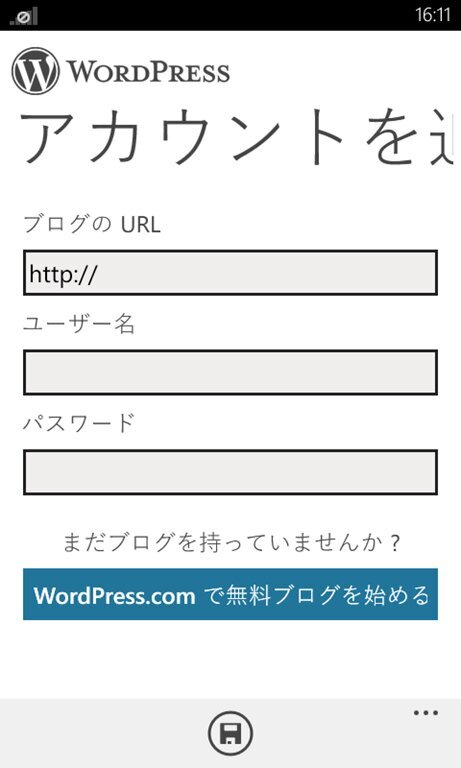 16:11
WORDPRESS
アカウントを
ブログの URL
http://
ユーザー名
パスワード
まだブログを持っていませんか？
WordPress.com で無料ブログを始める